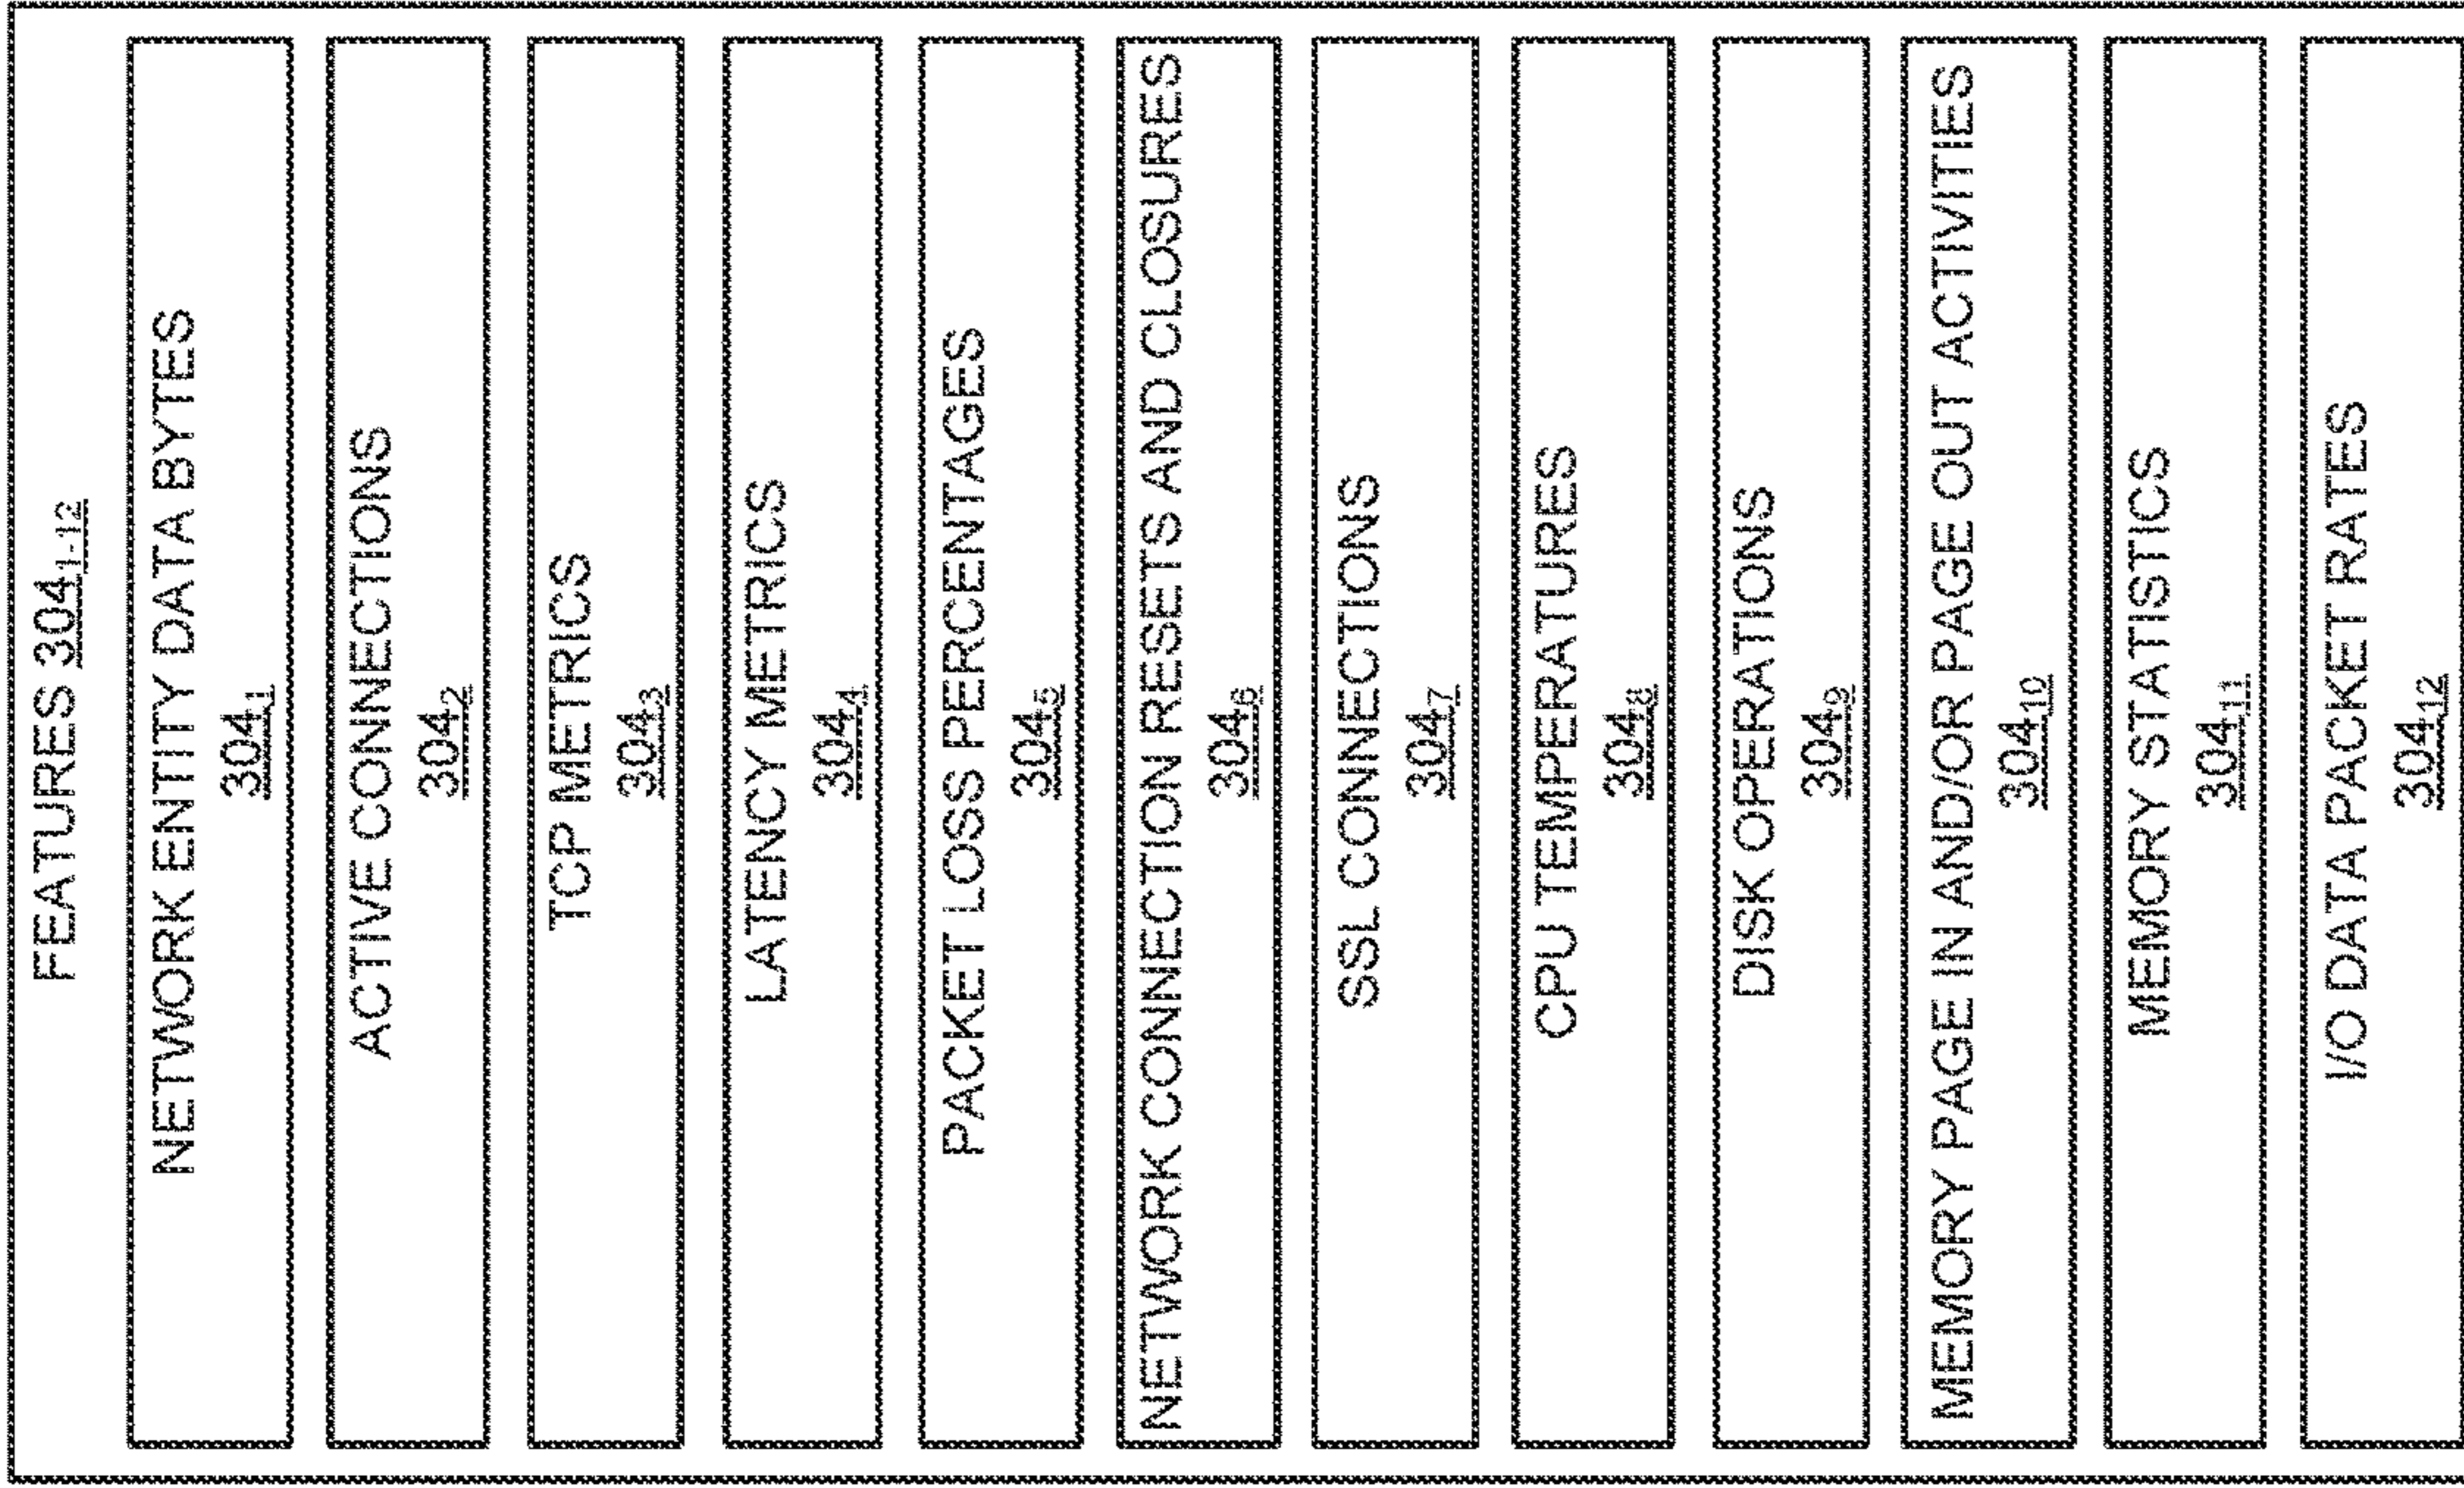 FEATURES 304₁₋₁₂
NETWORK ENTITY DATA BYTES
304₁
ACTIVE CONNECTIONS
304₂
TCP METRICS
304₃
LATENCY METRICS
304₄
PACKET LOSS PERCENTAGES
304₅
NETWORK CONNECTION RESETS AND CLOSURES
304₆
SSL CONNECTIONS
304₇
CPU TEMPERATURES
304₈
DISK OPERATIONS
304₉
MEMORY PAGE IN AND/OR PAGE OUT ACTIVITIES
304₁₀
MEMORY STATISTICS
304₁₁
I/O DATA PACKET RATES
304₁₂